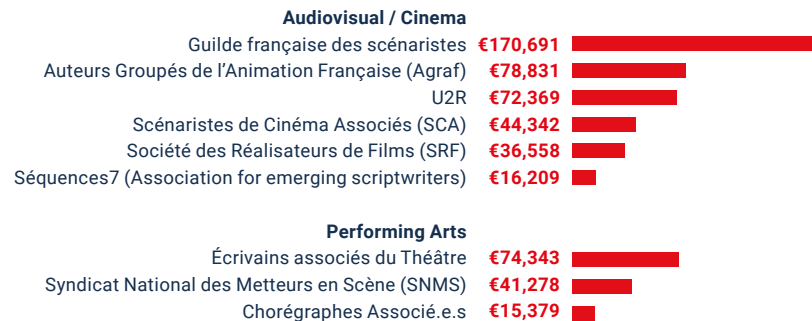 Audiovisual / Cinema
Guilde française des scénaristes €170,691
Auteurs Groupés de l’Animation Française (Agraf) €78,831
U2R €72,369
Scénaristes de Cinéma Associés (SCA) €44,342
Société des Réalisateurs de Films (SRF) €36,558
Séquences7 (Association for emerging scriptwriters) €16,209
Performing Arts
Écrivains associés du Théâtre €74,343
Syndicat National des Metteurs en Scène (SNMS) €41,278
Chorégraphes Associé.e.s €15,379